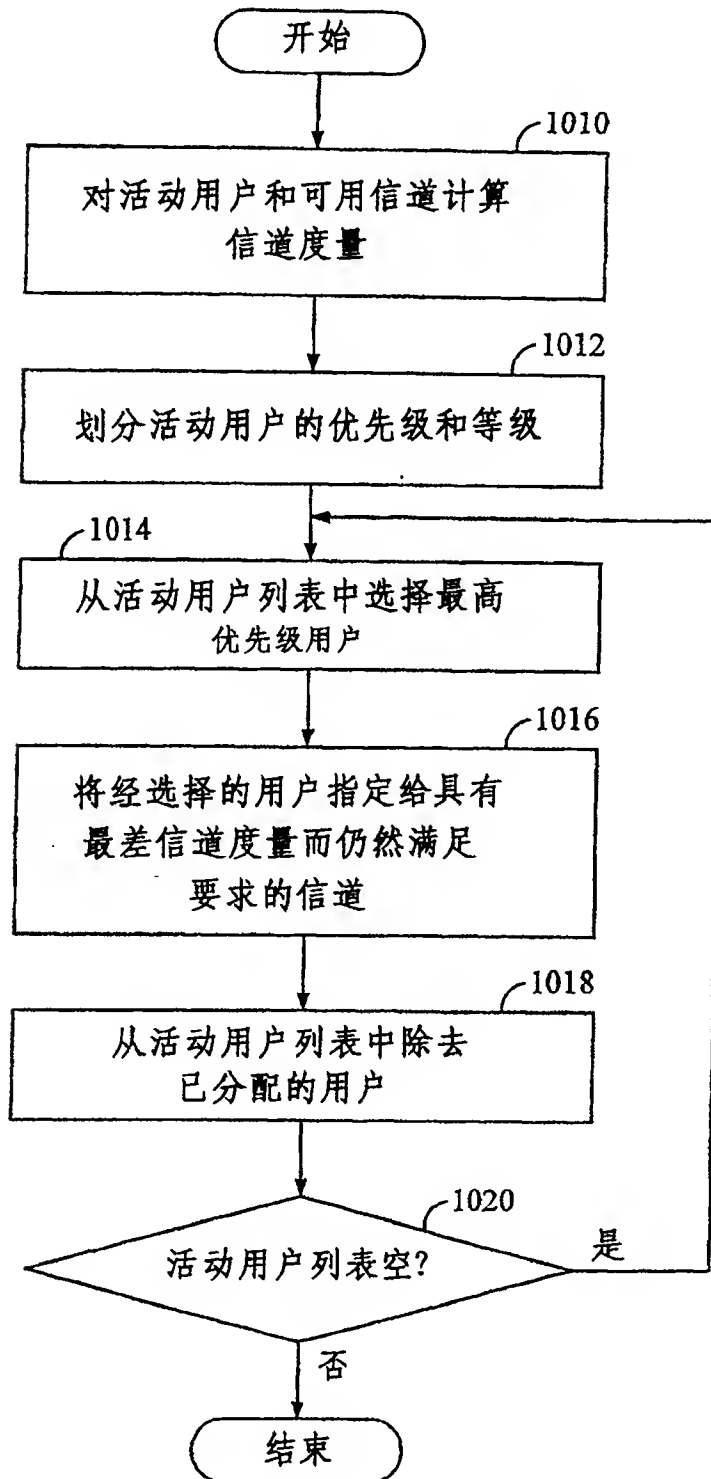 开始
1010
对活动用户和可用信道计算
信道度量
1012
划分活动用户的优先级和等级
1014
从活动用户列表中选择最高
优先级用户
1016
将经选择的用户指定给具有
最差信道度量而仍然满足
要求的信道
1018
从活动用户列表中除去
已分配的用户
1020
活动用户列表空?
是
否
结束